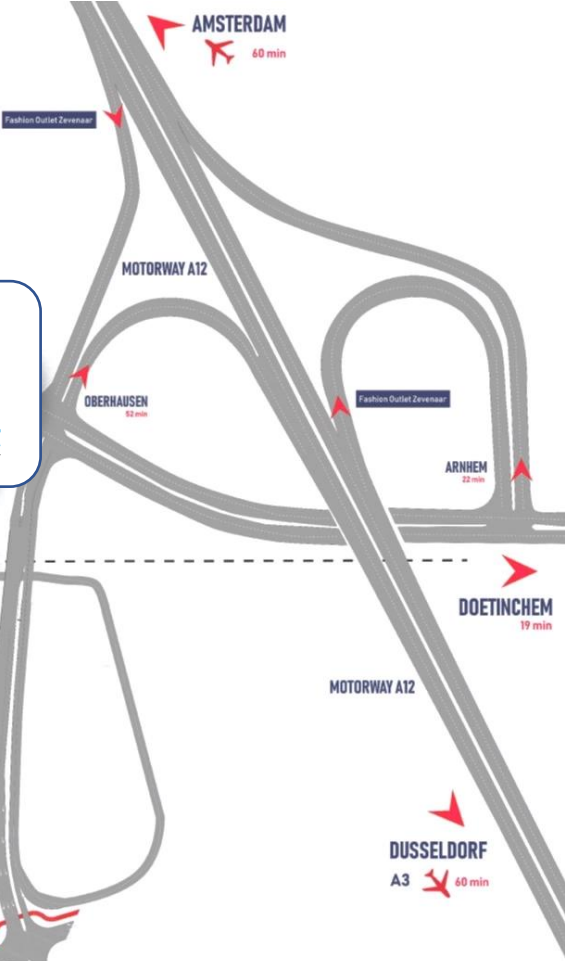 AMSTERDAM
60 min
Fashion Outlet Zevenaar
MOTORWAY A12
OBERHAUSEN
52 min
Fashion Outlet Zevenaar
ARNHEM
22 min
DOETINCHEM
19 min
MOTORWAY A12
DUSSELDORF
A3 60 min